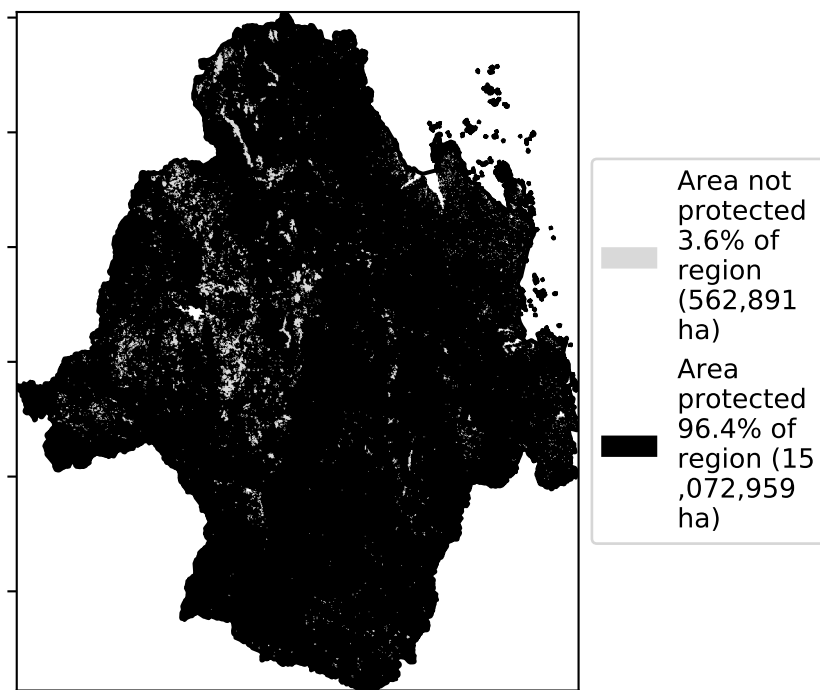 Area not
protected
3.6% of
region
(562,891
ha)
Area
protected
96.4% of
region (15
,072,959
ha)